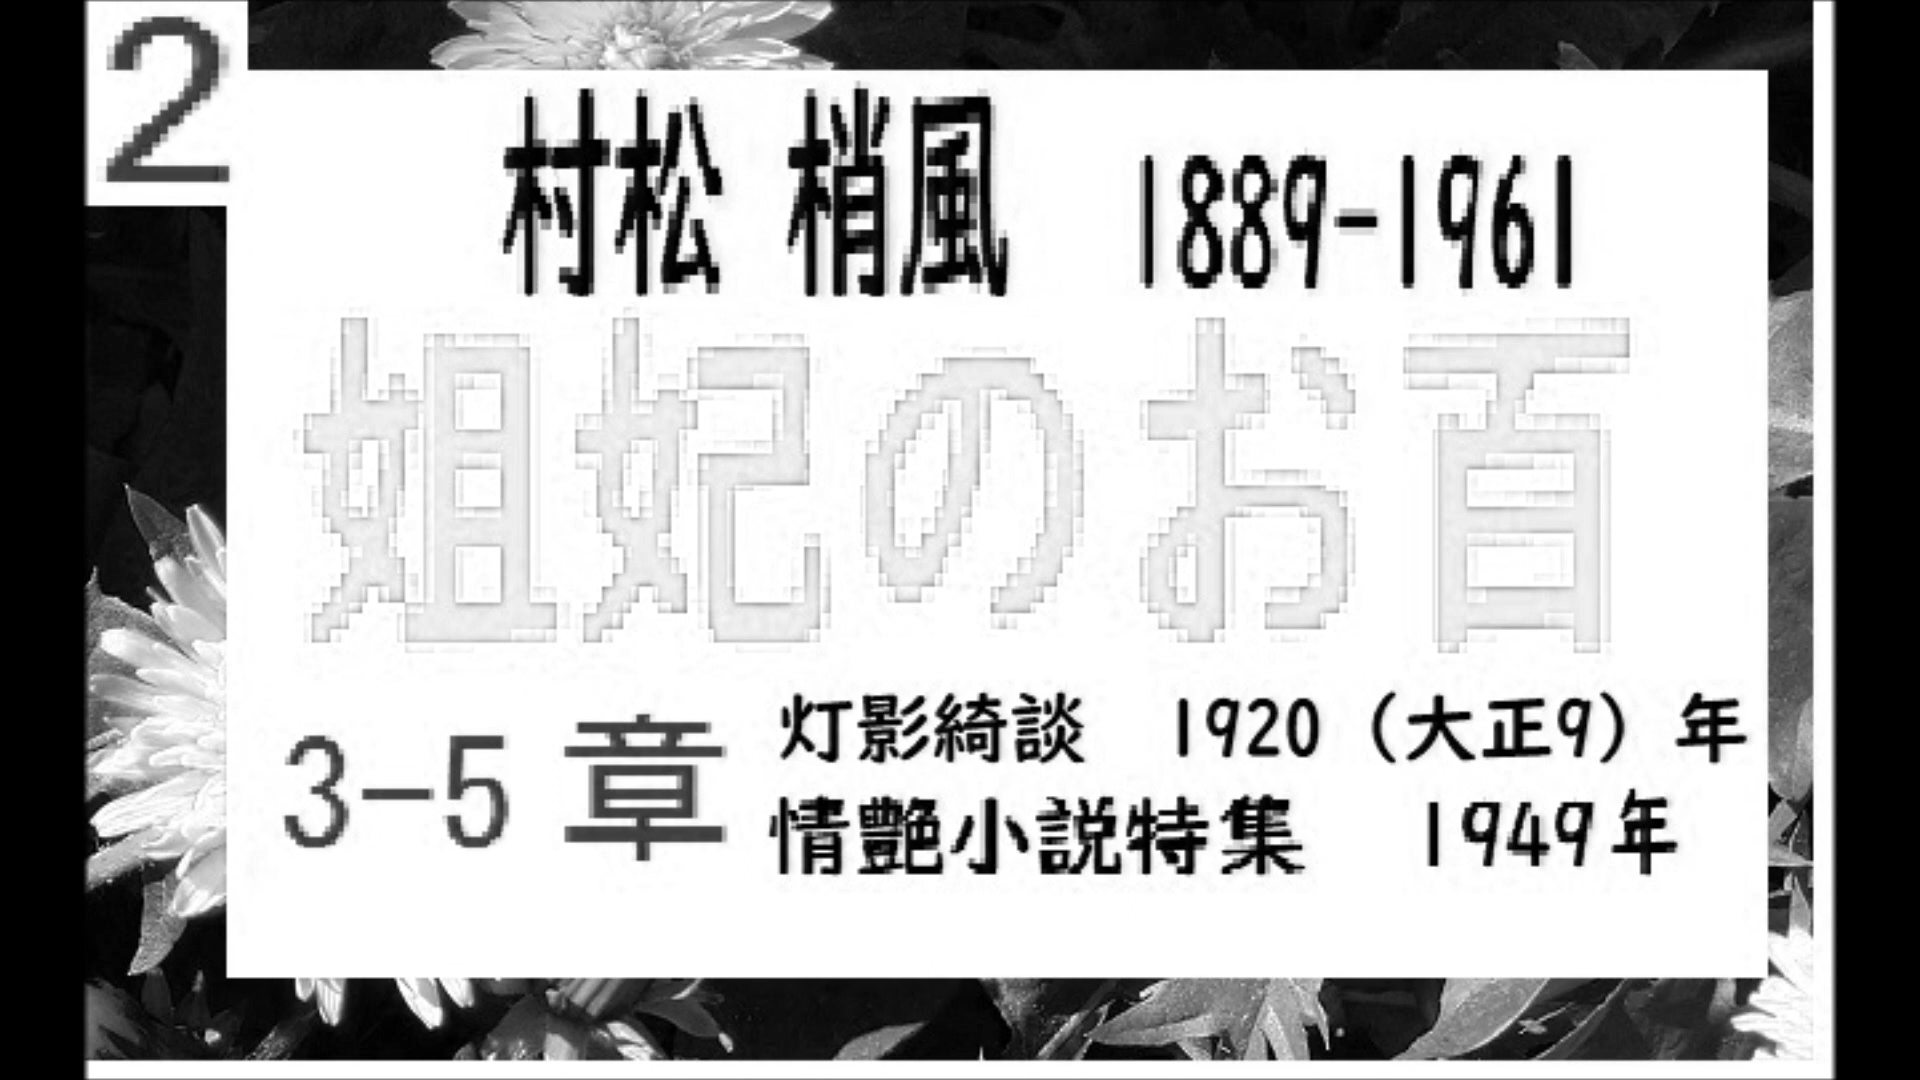 2
村松 梢風 1889-1961
姐妃のお百
3-5 章
灯影綺談 1920（大正9）年
情艶小説特集 1949年